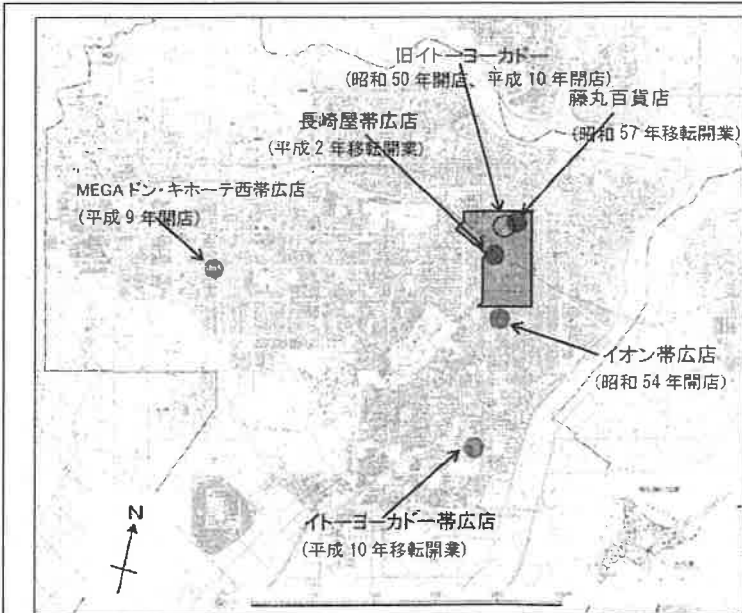 旧イトーヨーカドー
(昭和50年開店、平成10年閉店)
藤丸百貨店
(昭和57年移転開業)
長崎屋帯広店
(平成2年移転開業)
MEGAドン・キホーテ西帯広店
(平成9年開店)
イオン帯広店
(昭和54年開店)
イトーヨーカドー帯広店
(平成10年移転開業)
N